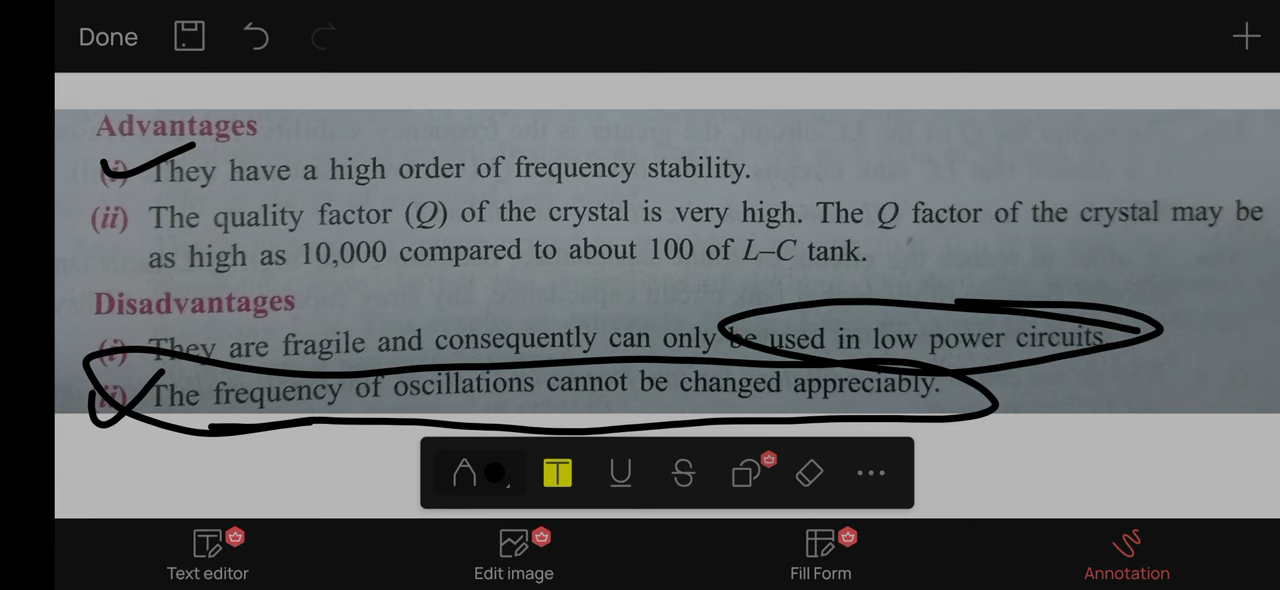 Done
Advantages
(i) They have a high order of frequency stability.
(ii) The quality factor (Q) of the crystal is very high. The Q factor of the crystal may be
as high as 10,000 compared to about 100 of L–C tank.
Disadvantages
(i) They are fragile and consequently can only be used in low power circuits.
(ii) The frequency of oscillations cannot be changed appreciably.
T
U
S
Text editor
Edit image
Fill Form
Annotation